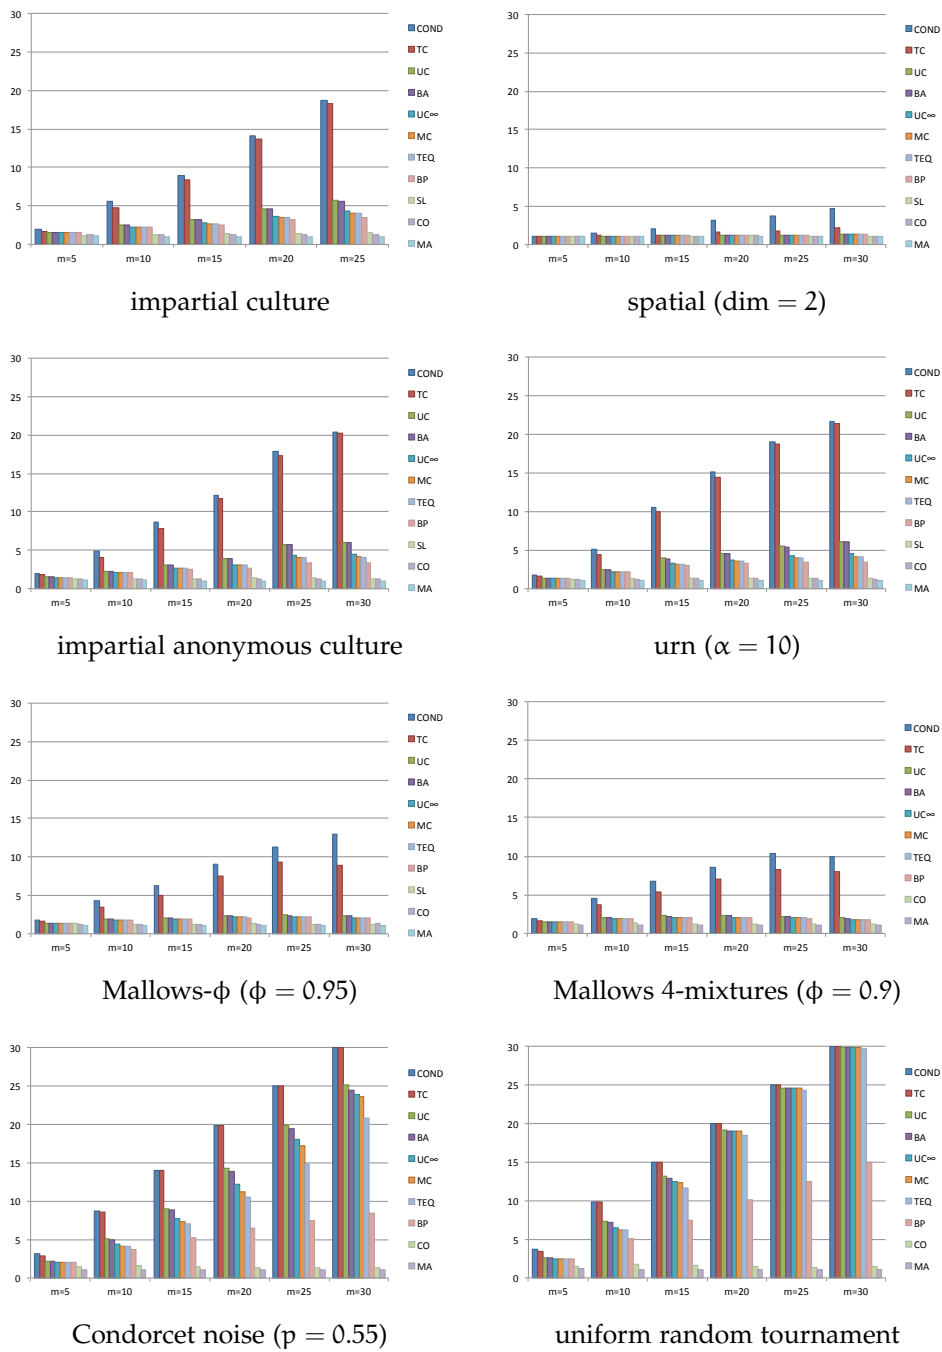 30
25
20
15
10
5
0
m=5 m=10 m=15 m=20 m=25
COND
TC
UC
BA
UC∞
MC
TEQ
BP
SL
CO
MA
impartial culture
30
25
20
15
10
5
0
m=5 m=10 m=15 m=20 m=25 m=30
COND
TC
UC
BA
UC∞
MC
TEQ
BP
SL
CO
MA
spatial (dim = 2)
30
25
20
15
10
5
0
m=5 m=10 m=15 m=20 m=25 m=30
COND
TC
UC
BA
UC∞
MC
TEQ
BP
SL
CO
MA
impartial anonymous culture
30
25
20
15
10
5
0
m=5 m=10 m=15 m=20 m=25 m=30
COND
TC
UC
BA
UC∞
MC
TEQ
BP
SL
CO
MA
urn (α = 10)
30
25
20
15
10
5
0
m=5 m=10 m=15 m=20 m=25 m=30
COND
TC
UC
BA
UC∞
MC
TEQ
BP
SL
CO
MA
Mallows-ϕ (ϕ = 0.95)
30
25
20
15
10
5
0
m=5 m=10 m=15 m=20 m=25 m=30
COND
TC
UC
BA
UC∞
MC
TEQ
BP
CO
MA
Mallows 4-mixtures (ϕ = 0.9)
30
25
20
15
10
5
0
m=5 m=10 m=15 m=20 m=25 m=30
COND
TC
UC
BA
UC∞
MC
TEQ
BP
CO
MA
Condorcet noise (p = 0.55)
30
25
20
15
10
5
0
m=5 m=10 m=15 m=20 m=25 m=30
COND
TC
UC
BA
UC∞
MC
TEQ
BP
CO
MA
uniform random tournament